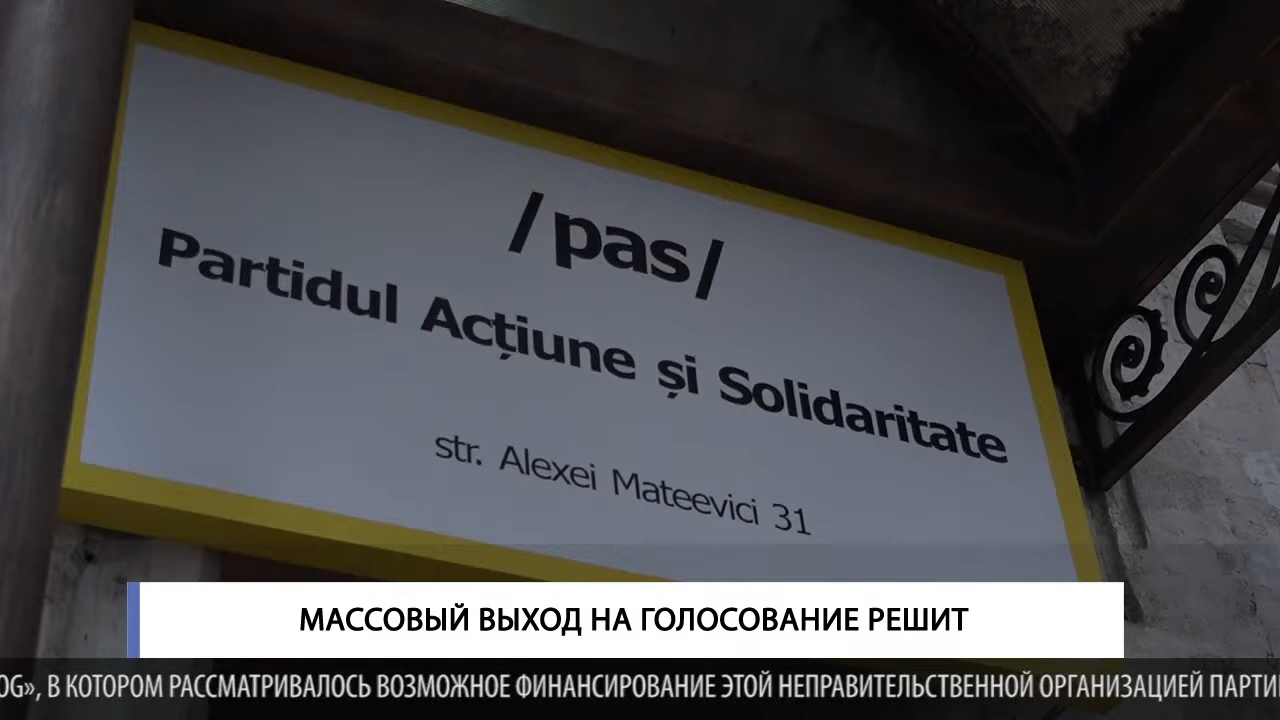 /pas/
Partidul Acțiune și Solidaritate
str. Alexei Mateevici 31
МАССОВЫЙ ВЫХОД НА ГОЛОСОВАНИЕ РЕШИТ
OG», В КОТОРОМ РАССМАТРИВАЛОСЬ ВОЗМОЖНОЕ ФИНАНСИРОВАНИЕ ЭТОЙ НЕПРАВИТЕЛЬСТВЕННОЙ ОРГАНИЗАЦИЕЙ